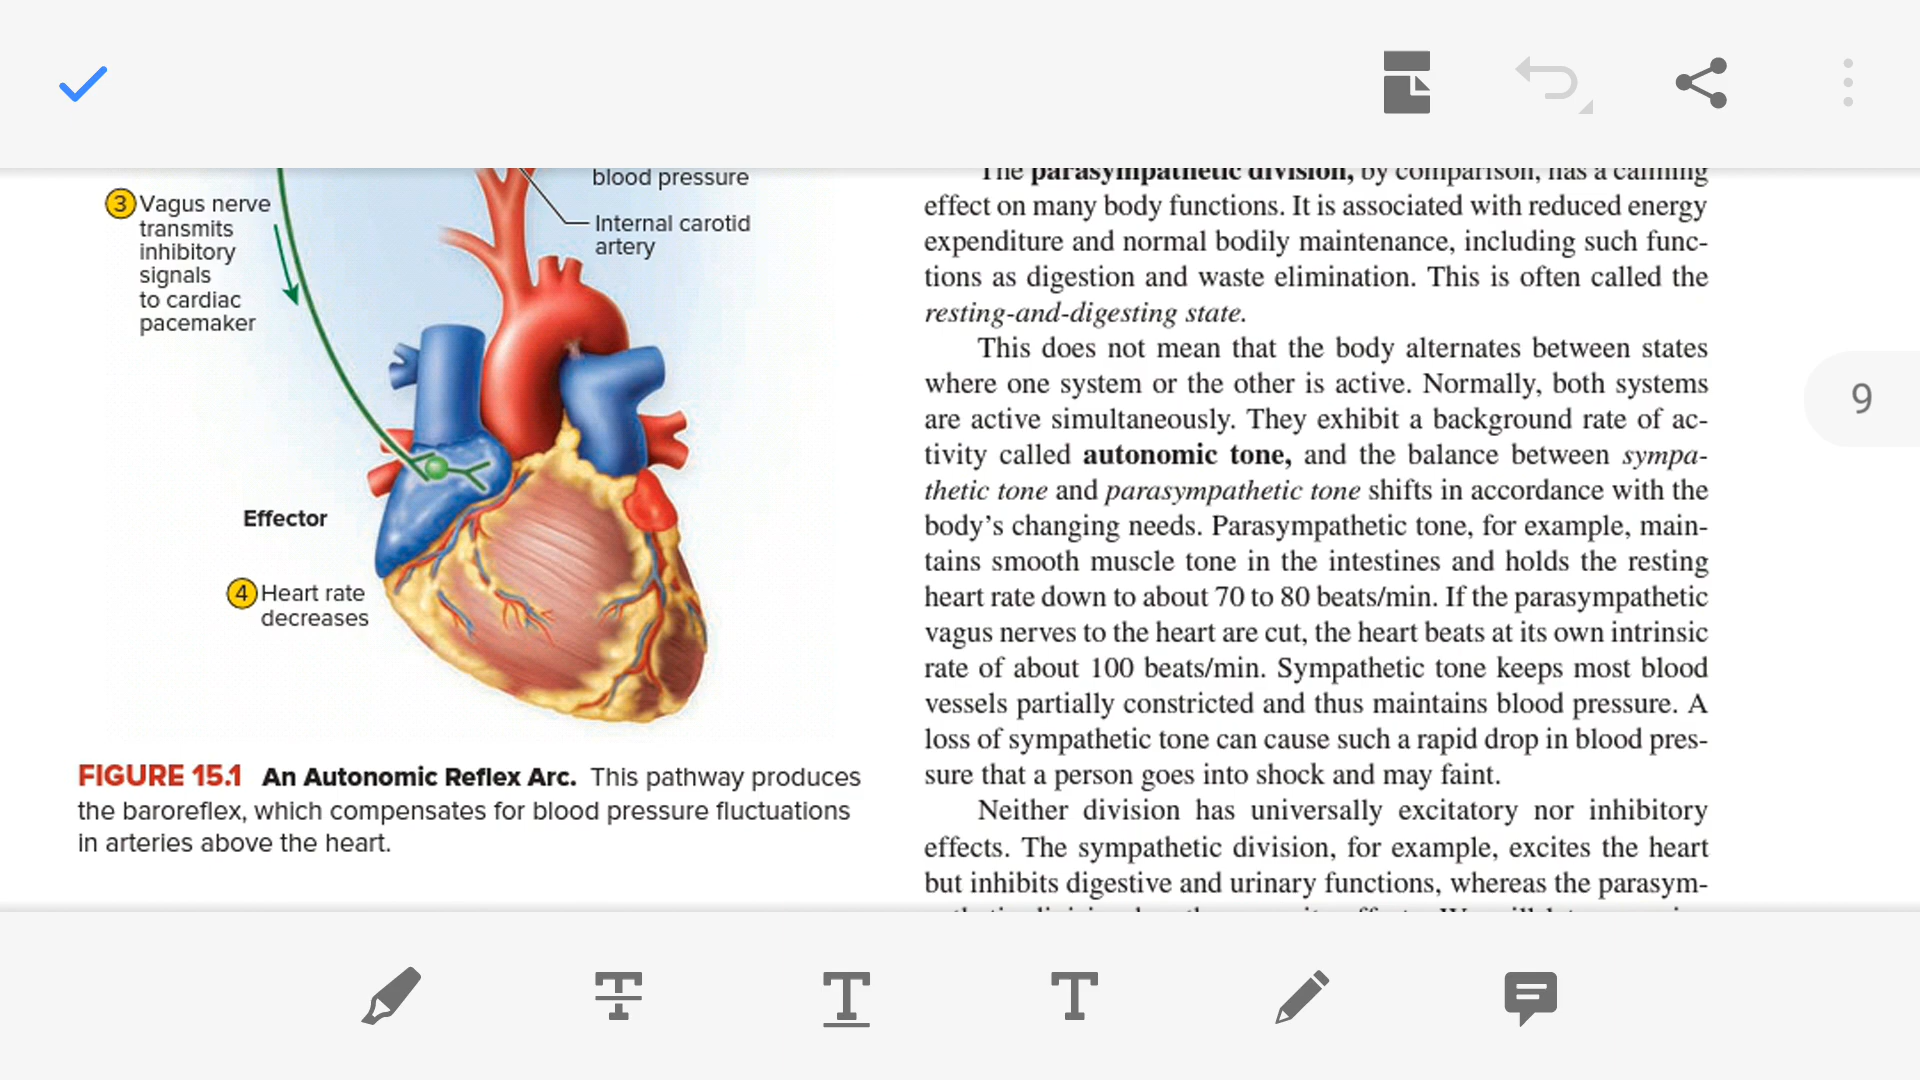 blood pressure
3 Vagus nerve
transmits
inhibitory
signals
to cardiac
pacemaker
Internal carotid
artery
Effector
4 Heart rate
decreases
FIGURE 15.1 An Autonomic Reflex Arc. This pathway produces
the baroreflex, which compensates for blood pressure fluctuations
in arteries above the heart.
The parasympathetic division, by comparison, has a calming
effect on many body functions. It is associated with reduced energy
expenditure and normal bodily maintenance, including such func-
tions as digestion and waste elimination. This is often called the
resting-and-digesting state.
This does not mean that the body alternates between states
where one system or the other is active. Normally, both systems
are active simultaneously. They exhibit a background rate of ac-
tivity called autonomic tone, and the balance between sympa-
thetic tone and parasympathetic tone shifts in accordance with the
body's changing needs. Parasympathetic tone, for example, main-
tains smooth muscle tone in the intestines and holds the resting
heart rate down to about 70 to 80 beats/min. If the parasympathetic
vagus nerves to the heart are cut, the heart beats at its own intrinsic
rate of about 100 beats/min. Sympathetic tone keeps most blood
vessels partially constricted and thus maintains blood pressure. A
loss of sympathetic tone can cause such a rapid drop in blood pres-
sure that a person goes into shock and may faint.
Neither division has universally excitatory nor inhibitory
effects. The sympathetic division, for example, excites the heart
but inhibits digestive and urinary functions, whereas the parasym-
9
T
T
T